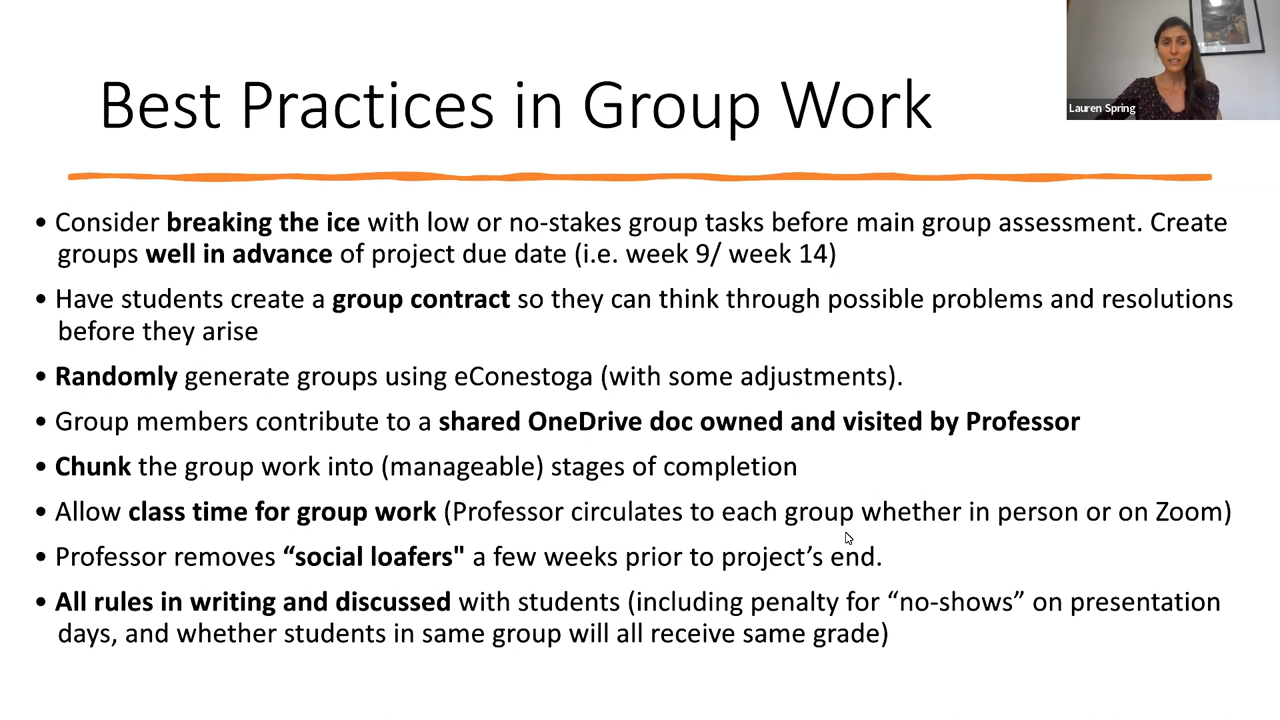 Best Practices in Group Work
Lauren Spring
• Consider breaking the ice with low or no-stakes group tasks before main group assessment. Create
groups well in advance of project due date (i.e. week 9/ week 14)
• Have students create a group contract so they can think through possible problems and resolutions
before they arise
• Randomly generate groups using eConestoga (with some adjustments).
• Group members contribute to a shared OneDrive doc owned and visited by Professor
• Chunk the group work into (manageable) stages of completion
• Allow class time for group work (Professor circulates to each group whether in person or on Zoom)
• Professor removes “social loafers" a few weeks prior to project’s end.
• All rules in writing and discussed with students (including penalty for “no-shows” on presentation
days, and whether students in same group will all receive same grade)